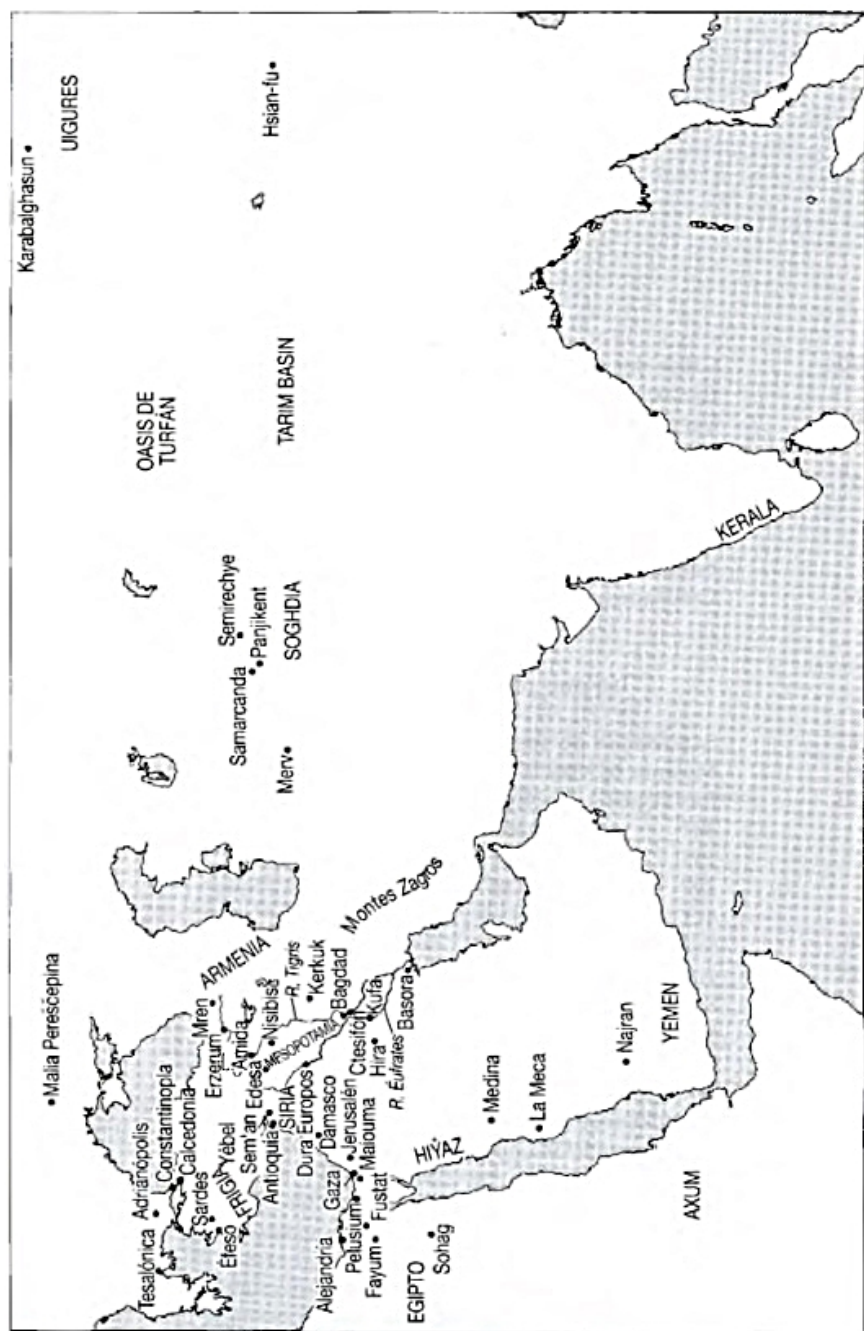 Karabalghasun
UIGURES
Hsian-fu
OASIS DE
TURFÁN
TARIM BASIN
Semirechye
Samarcanda
Panjikent
SOGHDIA
Merv
KERALA
Malia Pereščepina
ARMENIA
Montes Zagros
Mren
Erzerum
Amida
Nisibis
R. Tigris
Kerkuk
Edesa
MESOPOTAMIA
Bagdad
Ctesifón
Kufa
Hira
Basora
R. Éufrates
Adrianópolis
Constantinopla
Calcedonia
Tesalónica
Sardes
Éfeso
FRIGIA
Yébel
Sem'an
Antioquía
SIRIA
Dura Europos
Damasco
Jerusalén
Maiouma
Gaza
Alejandría
Pelusium
Fustat
Fayum
EGIPTO
Sohag
HIŶAZ
Medina
La Meca
Najran
YEMEN
AXUM